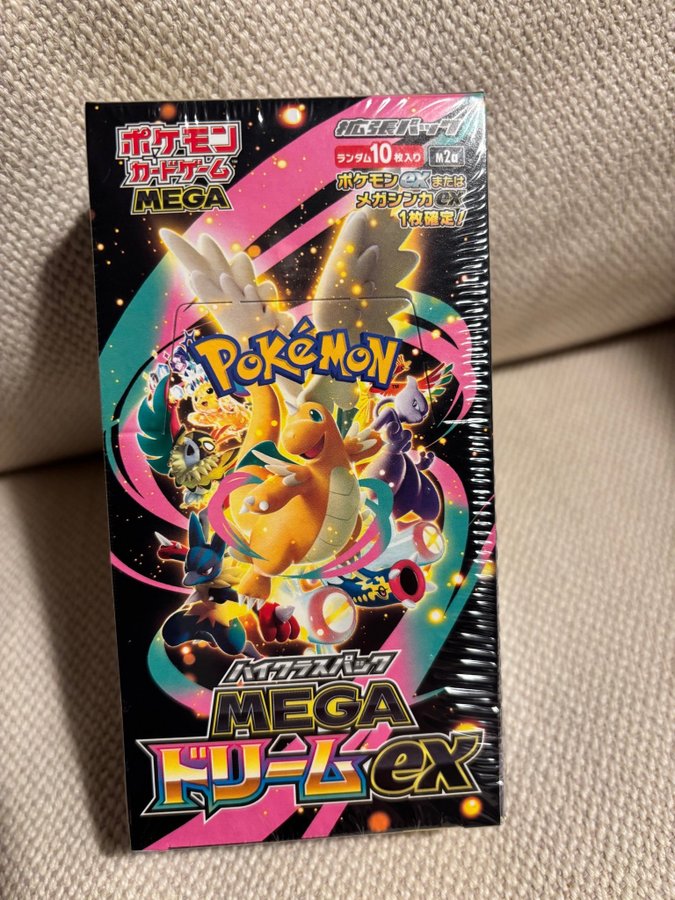 ポケモン
カードゲーム
MEGA
拡張パック
ランダム10枚入り M2a
ポケモンexまたは
メガシンカex
1枚確定!
POKéMON
TM
ハイクラスパック
MEGA
ドリームex